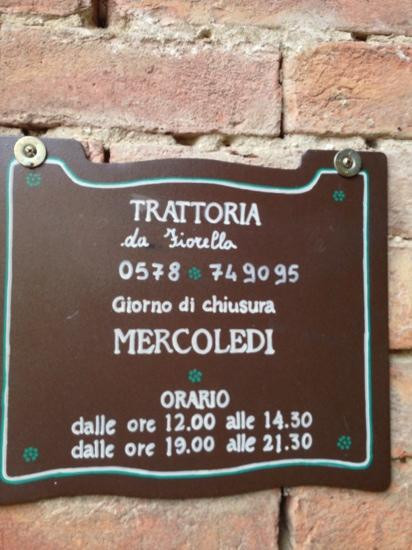 TRATTORIA
da Fiorella
0578 749095
Giorno di chiusura
MERCOLEDI
ORARIO
dalle ore 12.00 alle 14.30
dalle ore 19.00 alle 21.30